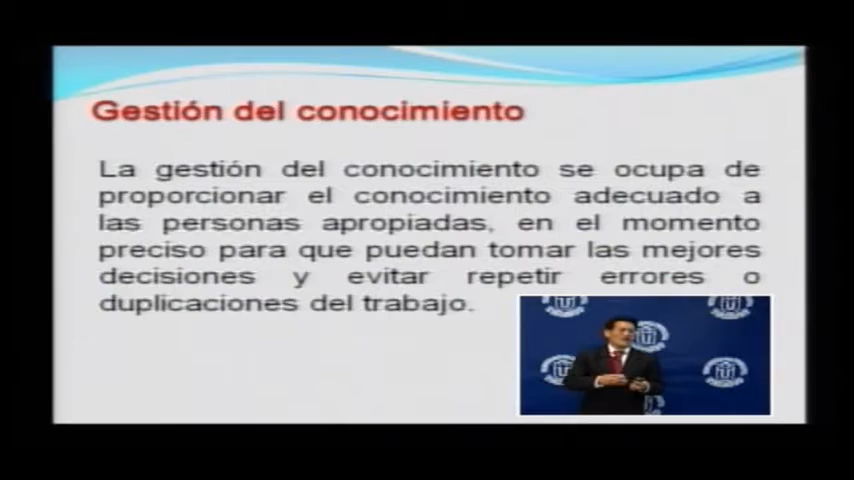 Gestión del conocimiento
La gestión del conocimiento se ocupa de
proporcionar el conocimiento adecuado a
las personas apropiadas, en el momento
preciso para que puedan tomar las mejores
decisiones y evitar repetir errores o
duplicaciones del trabajo.